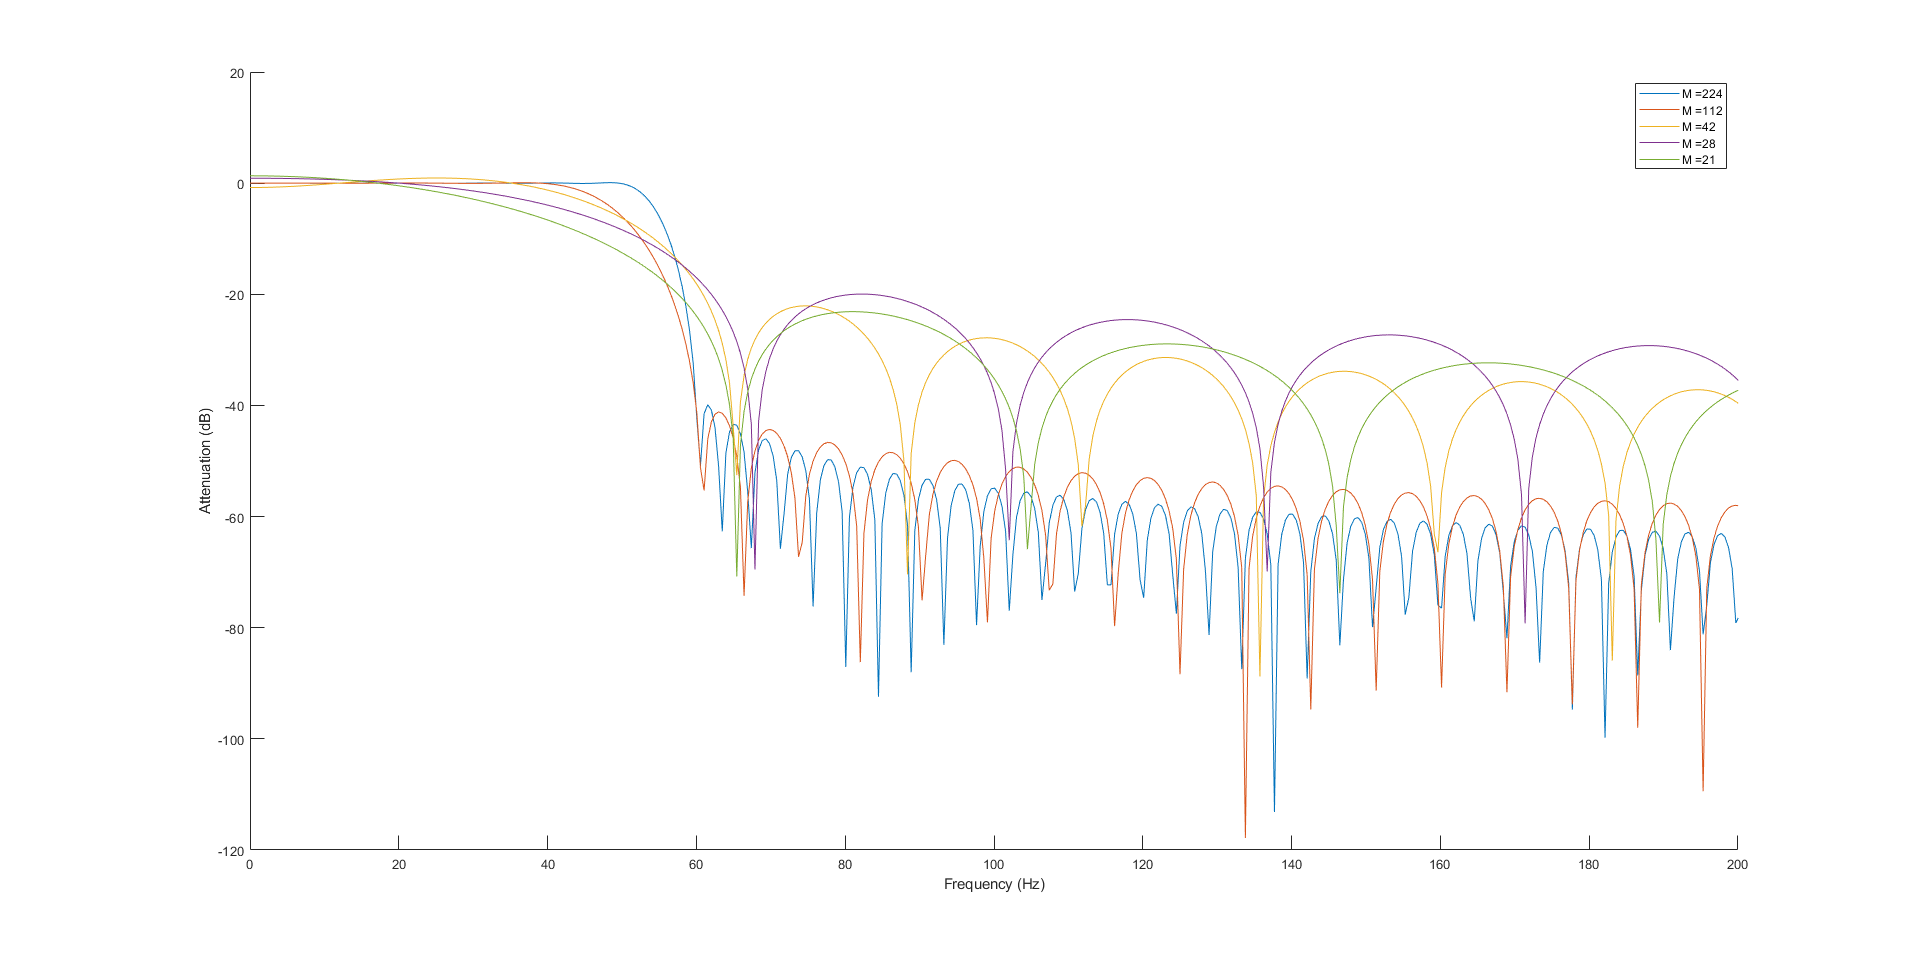 20
0
-20
-40
-60
-80
-100
-120
Attenuation (dB)
0 20 40 60 80 100 120 140 160 180 200
Frequency (Hz)
M =224
M =112
M =42
M =28
M =21